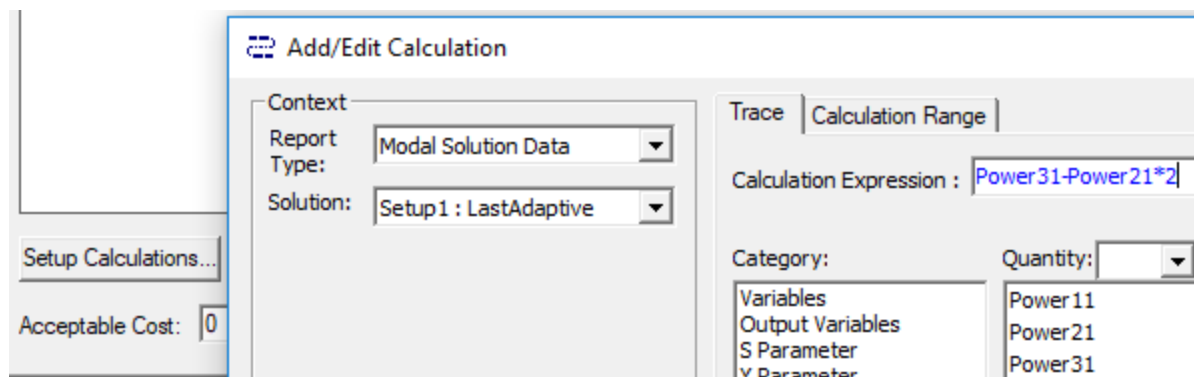 Add/Edit Calculation
Context
Report Type:
Modal Solution Data
Solution:
Setup1 : LastAdaptive
Trace
Calculation Range
Calculation Expression :
Power31-Power21*2
Setup Calculations...
Acceptable Cost:
0
Category:
Variables
Output Variables
S Parameter
Y Parameter
Quantity:
Power11
Power21
Power31